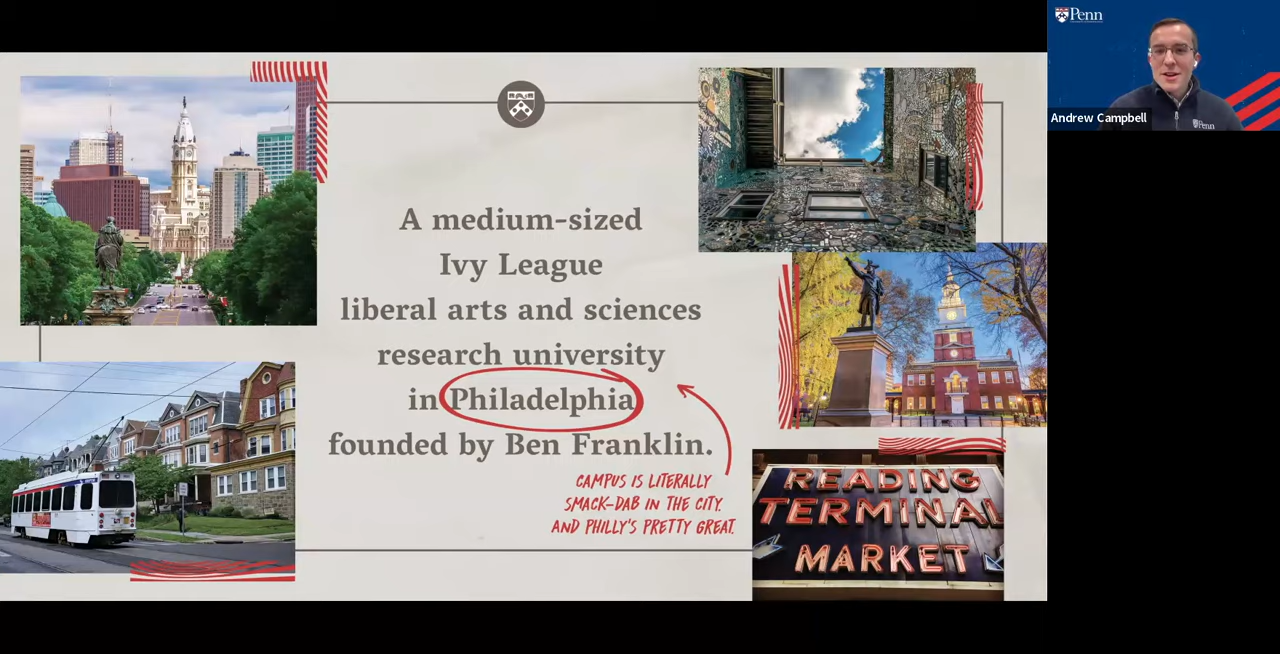 A medium-sized
Ivy League
liberal arts and sciences
research university
in Philadelphia
founded by Ben Franklin.
CAMPUS IS LITERALLY
SMACK-DAB IN THE CITY.
AND PHILLY'S PRETTY GREAT.
READING
TERMINAL
MARKET
Penn
Penn
Andrew Campbell